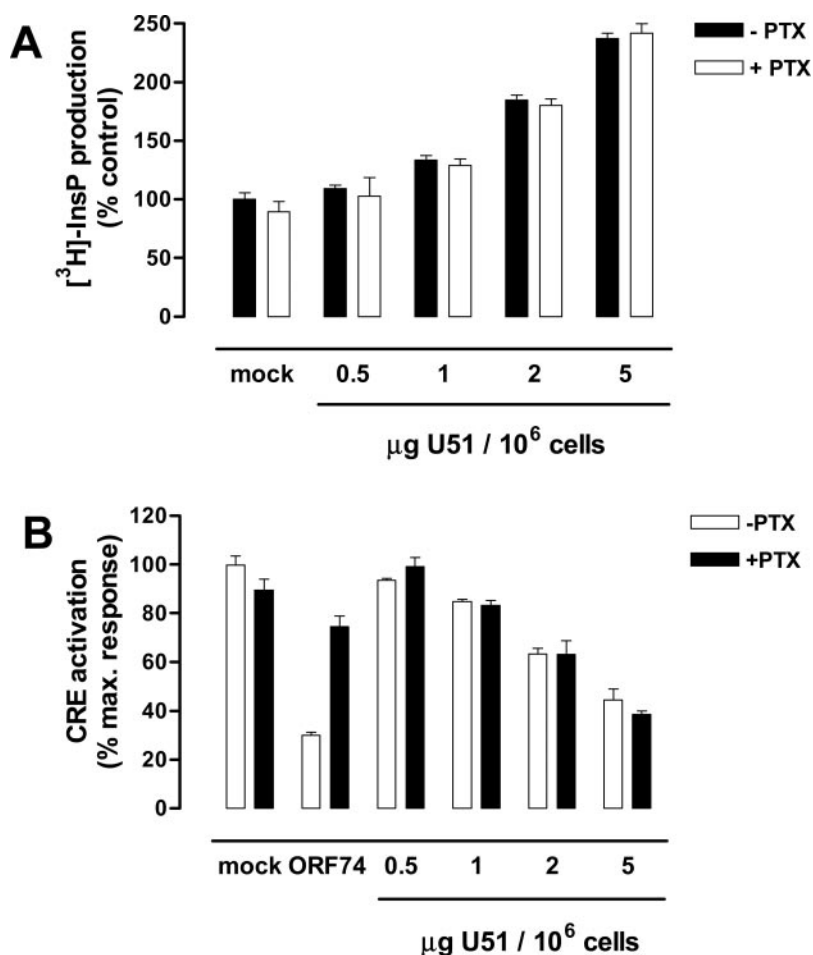 A
[³H]-InsP production
(% control)
250
200
150
100
50
0
- PTX
+ PTX
mock 0.5 1 2 5
μg U51 / 10⁶ cells
B
CRE activation
(% max. response)
120
100
80
60
40
20
0
-PTX
+PTX
mock ORF74 0.5 1 2 5
μg U51 / 10⁶ cells